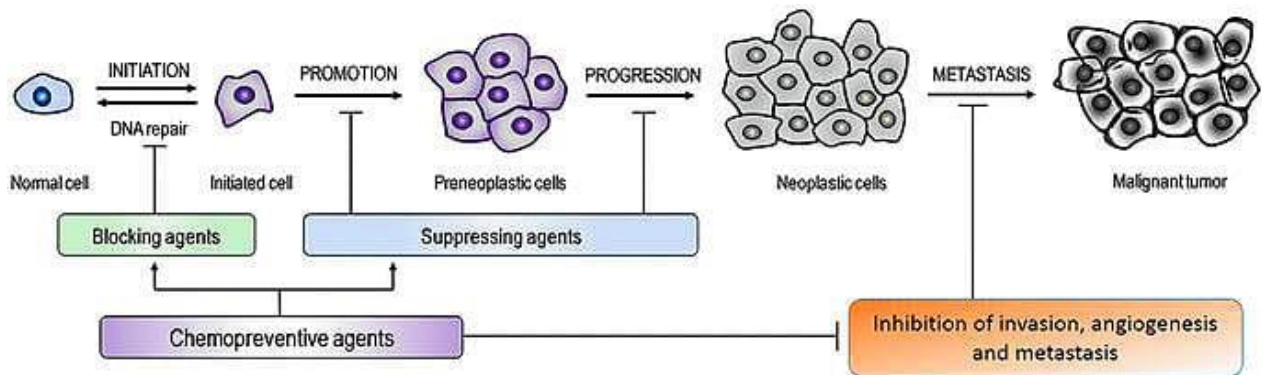 INITIATION
PROMOTION
PROGRESSION
METASTASIS
DNA repair
Normal cell
Initiated cell
Preneoplastic cells
Neoplastic cells
Malignant tumor
Blocking agents
Suppressing agents
Chemopreventive agents
Inhibition of invasion, angiogenesis
and metastasis